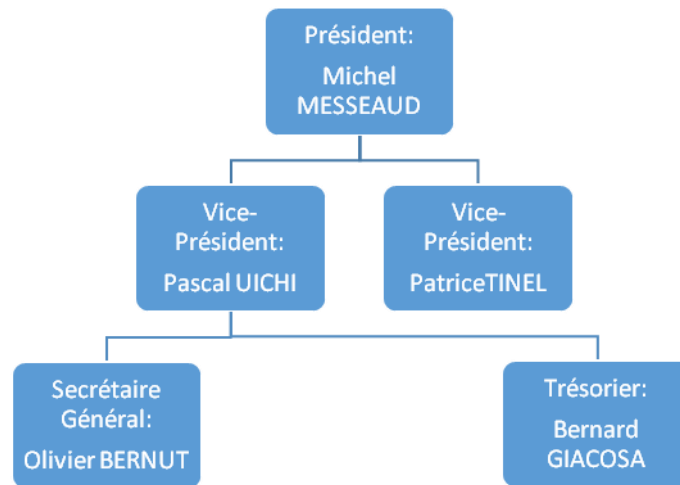 Président:
Michel
MESSEAUD
Vice-
Président:
Pascal UICHI
Vice-
Président:
PatriceTINEL
Secrétaire
Général:
Olivier BERNUT
Trésorier:
Bernard
GIACOSA